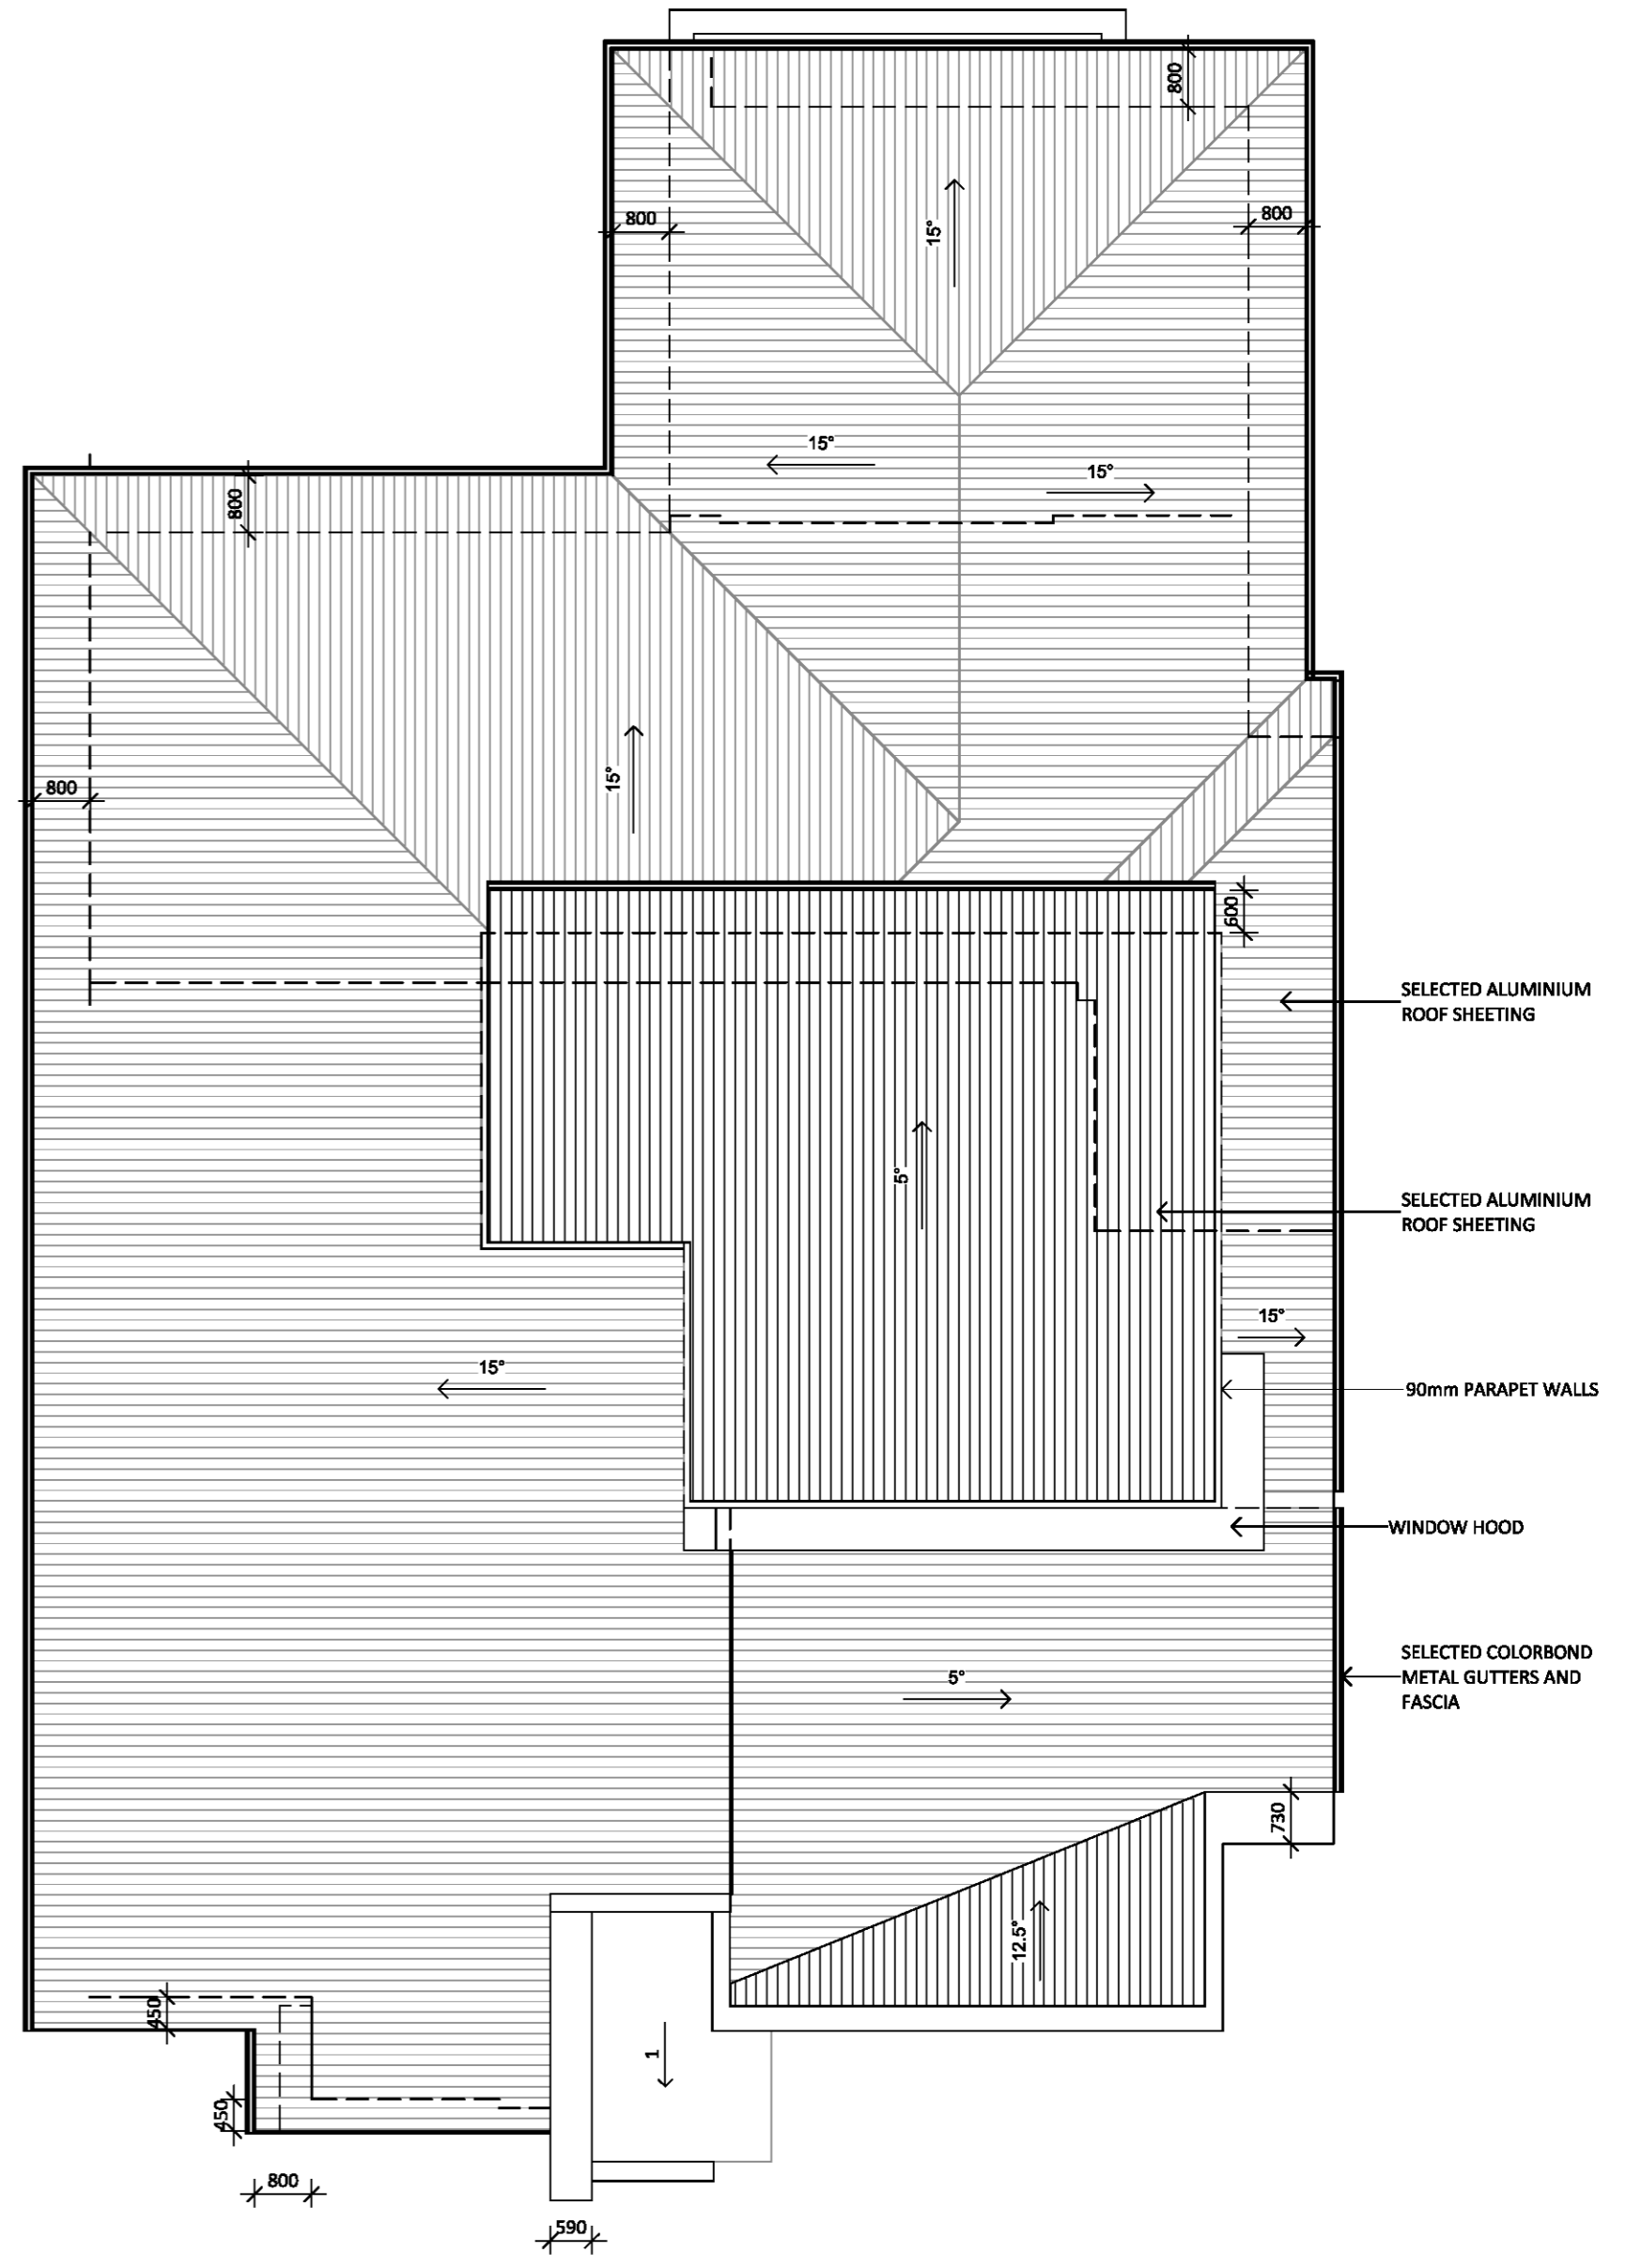 800
800
800
15°
15°
15°
800
15°
800
600
SELECTED ALUMINIUM
ROOF SHEETING
5°
SELECTED ALUMINIUM
ROOF SHEETING
15°
15°
90mm PARAPET WALLS
WINDOW HOOD
5°
SELECTED COLORBOND
METAL GUTTERS AND
FASCIA
730
12.5°
450
1
450
800
590